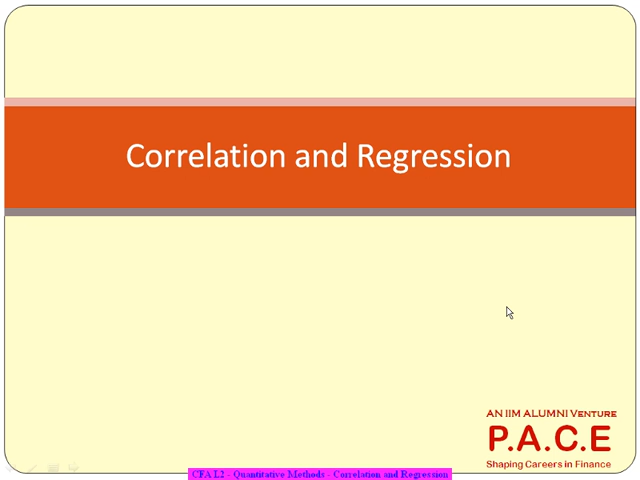 Correlation and Regression
AN IIM ALUMNI VENTURE
P.A.C.E
Shaping Careers in Finance
CFA L2 - Quantitative Methods - Correlation and Regression